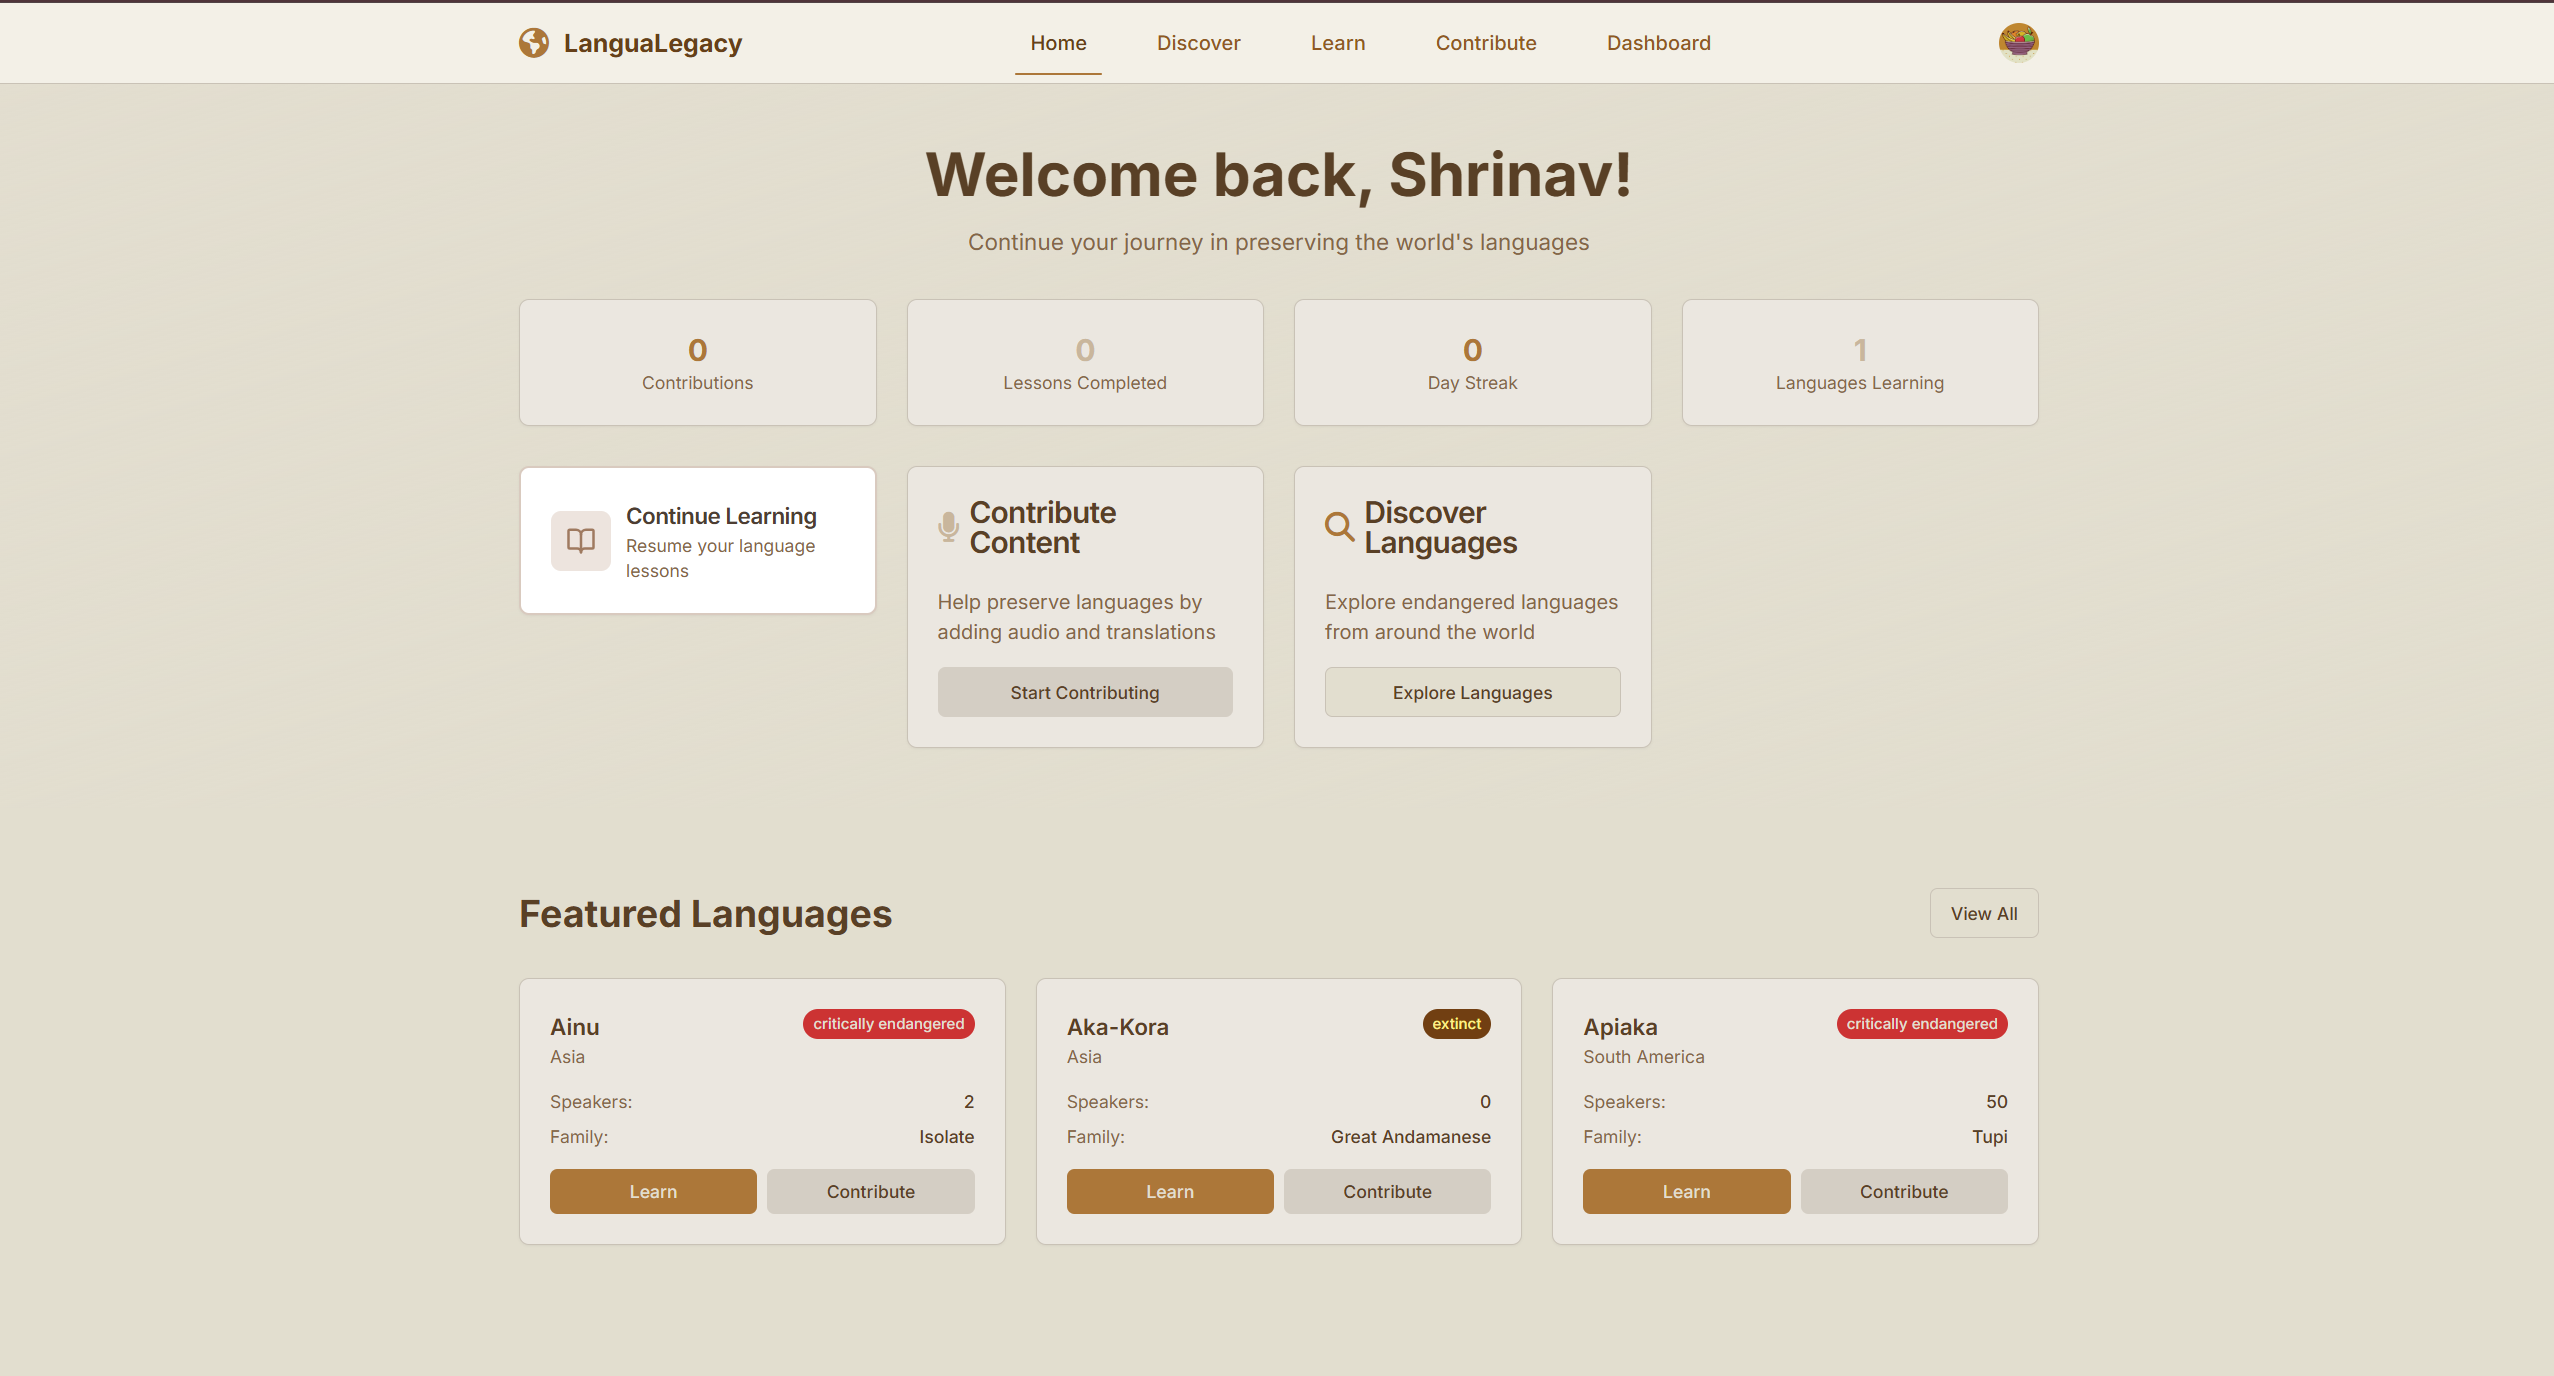 LanguaLegacy
Home
Discover
Learn
Contribute
Dashboard
Welcome back, Shrinav!
Continue your journey in preserving the world's languages
0
Contributions
0
Lessons Completed
0
Day Streak
1
Languages Learning
Continue Learning
Resume your language
lessons
Contribute
Content
Help preserve languages by
adding audio and translations
Start Contributing
Discover
Languages
Explore endangered languages
from around the world
Explore Languages
Featured Languages
View All
Ainu
critically endangered
Asia
Speakers:
2
Family:
Isolate
Learn
Contribute
Aka-Kora
extinct
Asia
Speakers:
0
Family:
Great Andamanese
Learn
Contribute
Apiaka
critically endangered
South America
Speakers:
50
Family:
Tupi
Learn
Contribute